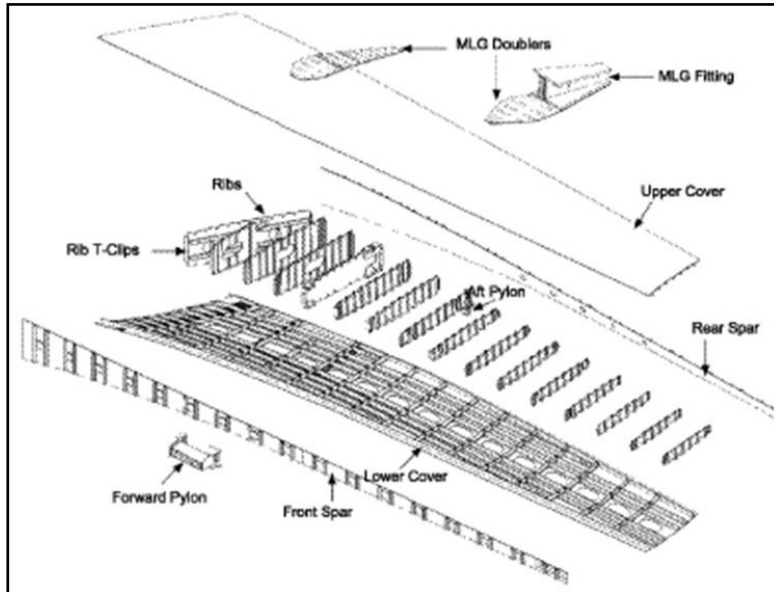 MLG Doublers
MLG Fitting
Ribs
Upper Cover
Rib T-Clips
Aft Pylon
Rear Spar
Lower Cover
Forward Pylon
Front Spar